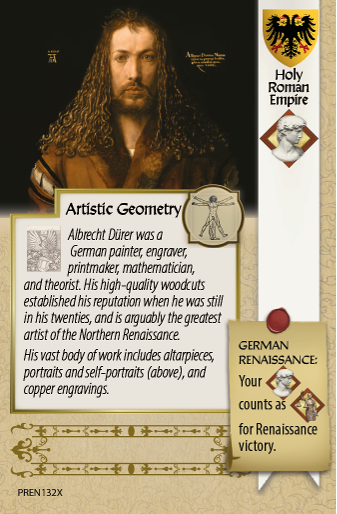 Holy
Roman
Empire
Artistic Geometry
Albrecht Dürer was a
German painter, engraver,
printmaker, mathematician,
and theorist. His high-quality woodcuts
established his reputation when he was still
in his twenties, and is arguably the greatest
artist of the Northern Renaissance.
His vast body of work includes altarpieces,
portraits and self-portraits (above), and
copper engravings.
GERMAN
RENAISSANCE:
Your
counts as
for Renaissance
victory.
PREN132X